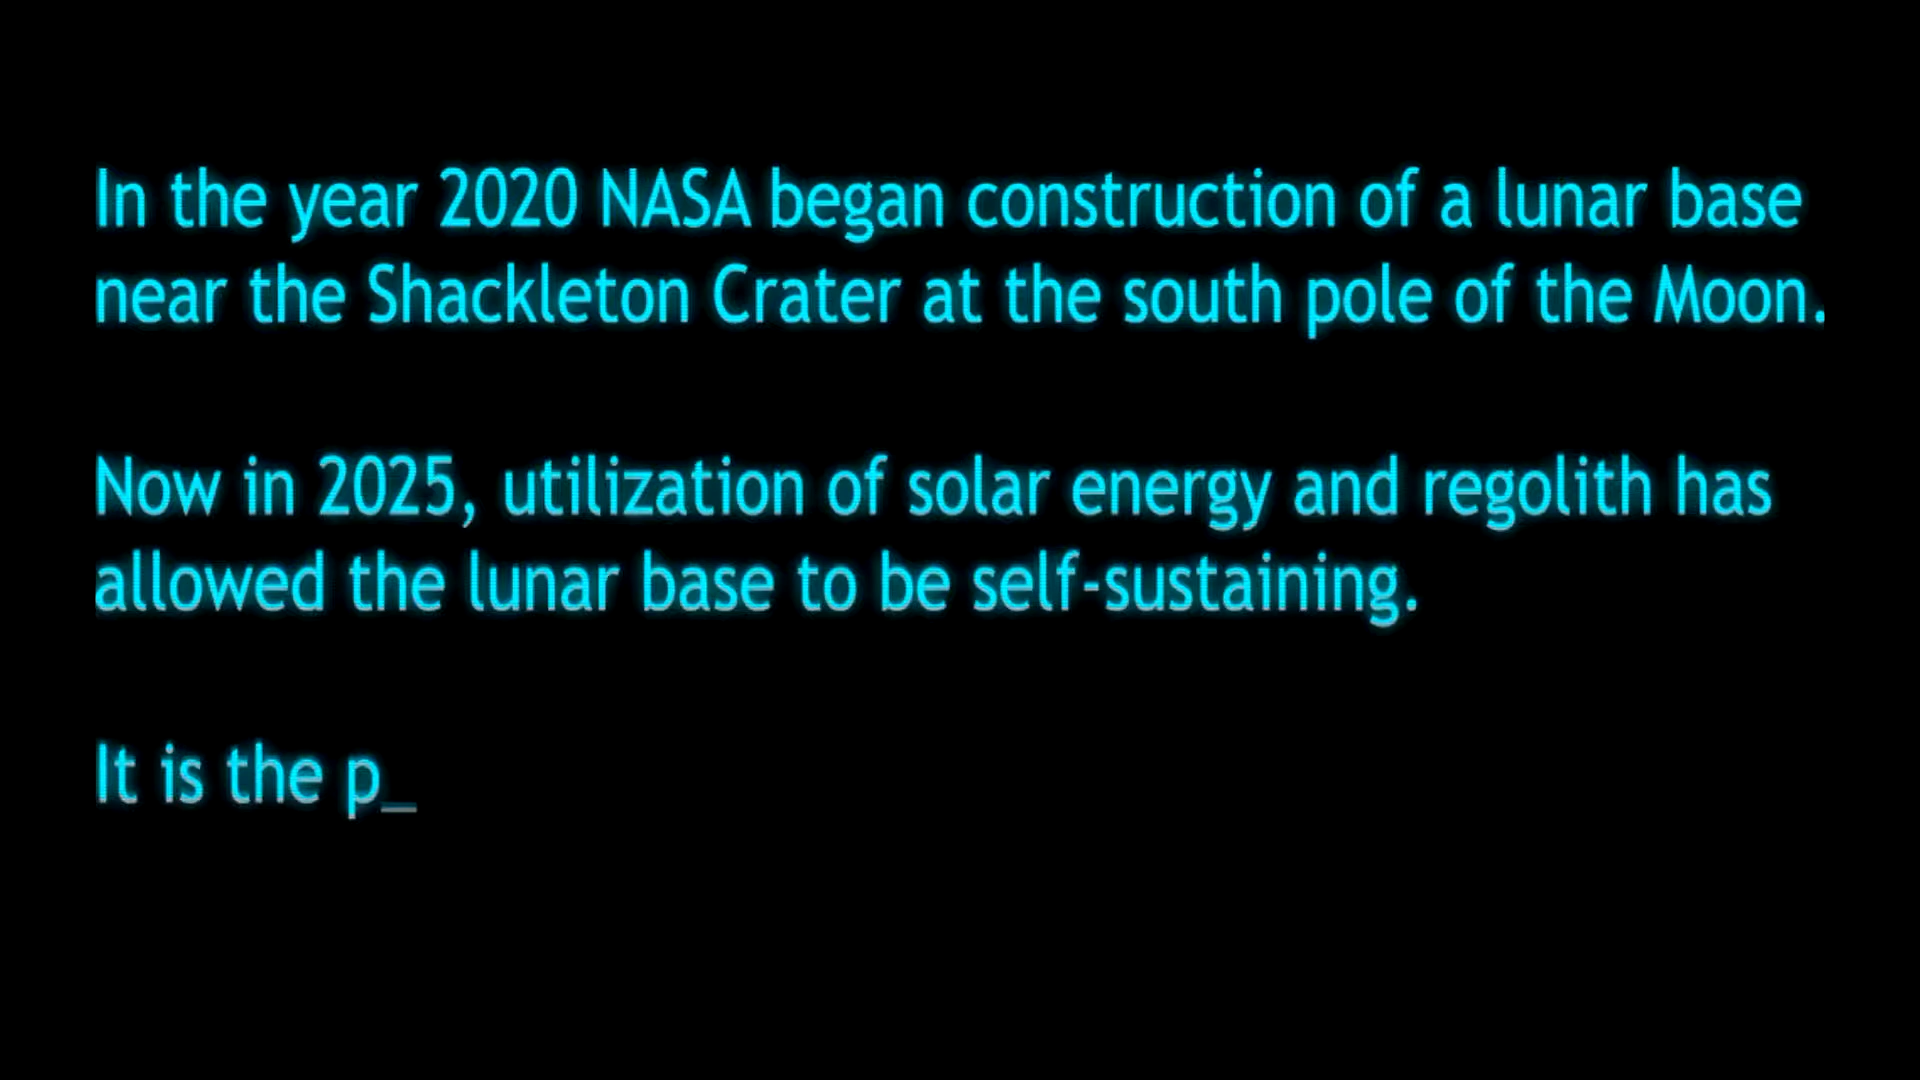 In the year 2020 NASA began construction of a lunar base
near the Shackleton Crater at the south pole of the Moon.
Now in 2025, utilization of solar energy and regolith has
allowed the lunar base to be self-sustaining.
It is the p_